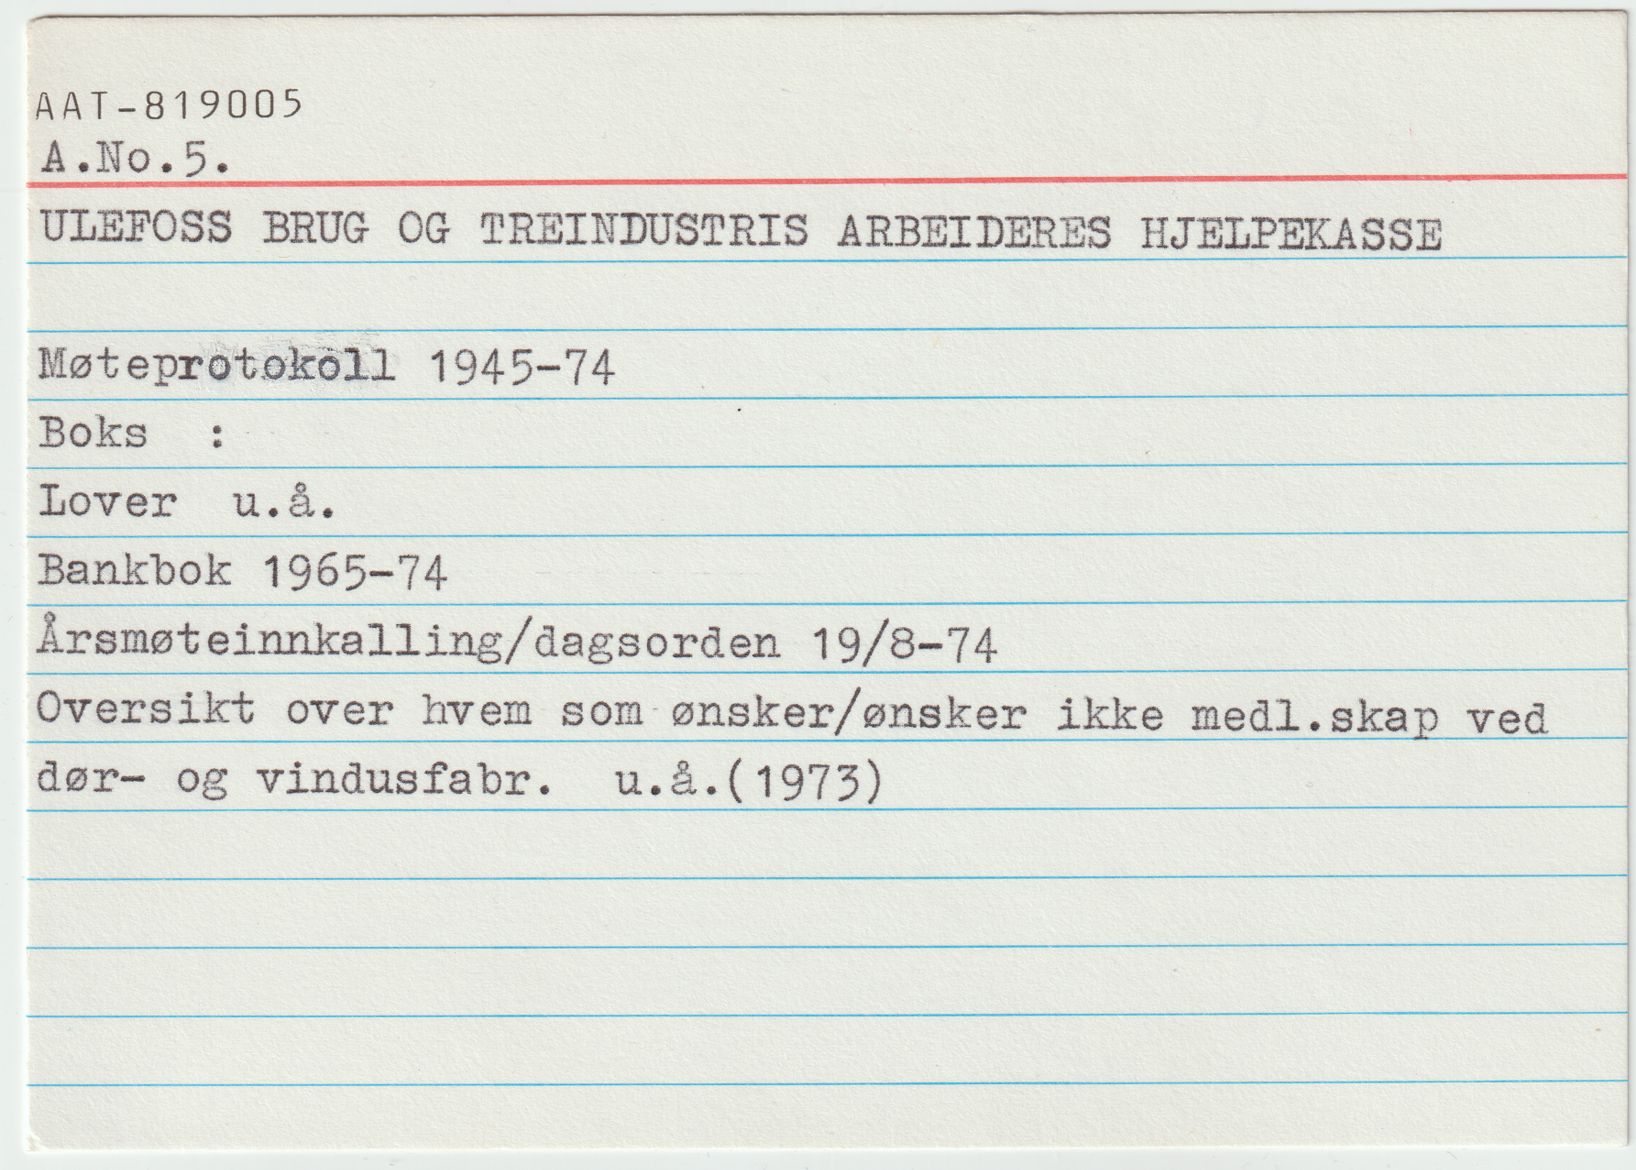 AAT-819005
A.No.5.
ULEFOSS BRUG OG TREINDUSTRIS ARBEIDERES HJELPEKASSE
Møteprotokoll 1945-74
Boks :
Lover u.å.
Bankbok 1965-74
Årsmøteinnkalling/dagsorden 19/8-74
Oversikt over hvem som ønsker/ønsker ikke medl.skap ved
dør- og vindusfabr. u.å.(1973)